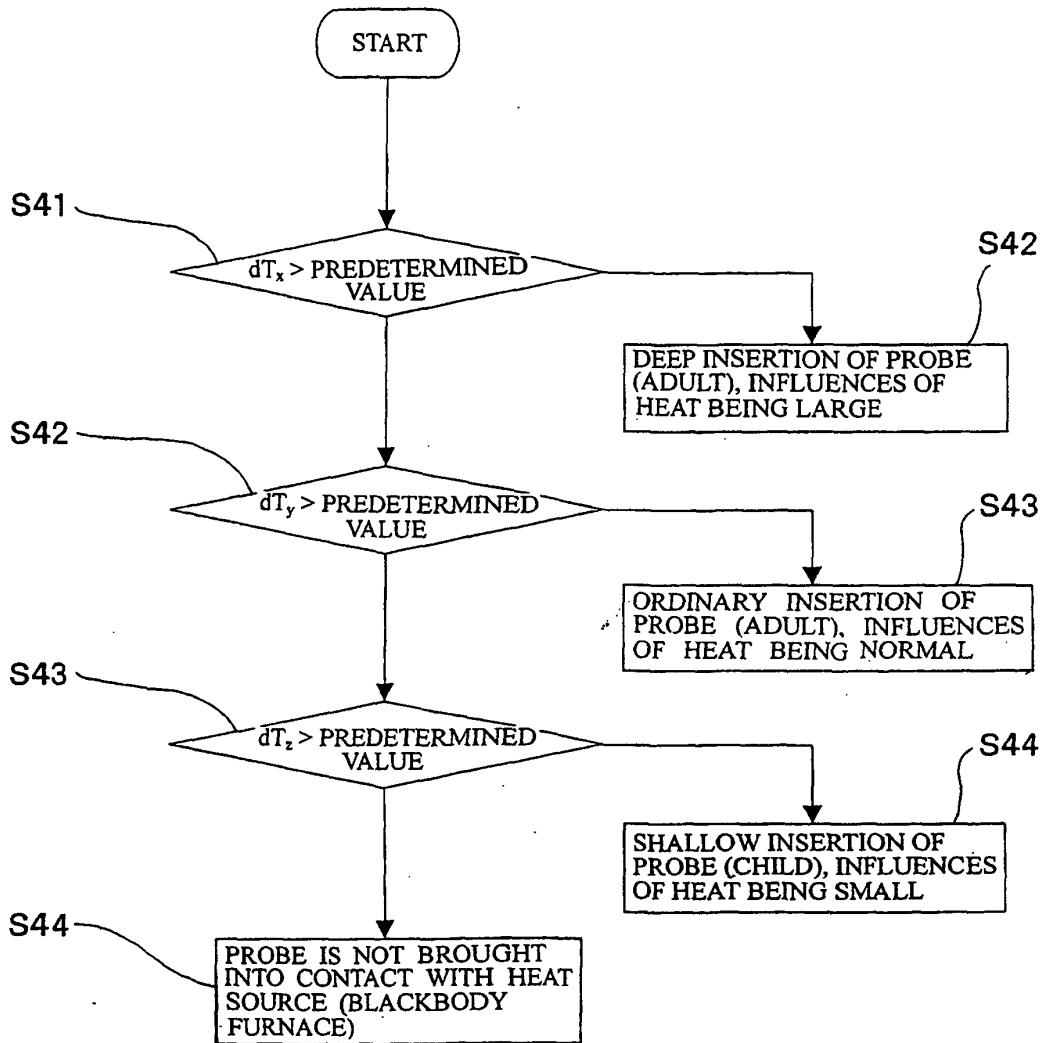 START
S41
dTx > PREDETERMINED
VALUE
S42
DEEP INSERTION OF PROBE
(ADULT), INFLUENCES OF
HEAT BEING LARGE
S42
dTy > PREDETERMINED
VALUE
S43
ORDINARY INSERTION OF
PROBE (ADULT), INFLUENCES
OF HEAT BEING NORMAL
S43
dTz > PREDETERMINED
VALUE
S44
SHALLOW INSERTION OF
PROBE (CHILD), INFLUENCES
OF HEAT BEING SMALL
S44
PROBE IS NOT BROUGHT
INTO CONTACT WITH HEAT
SOURCE (BLACKBODY
FURNACE)